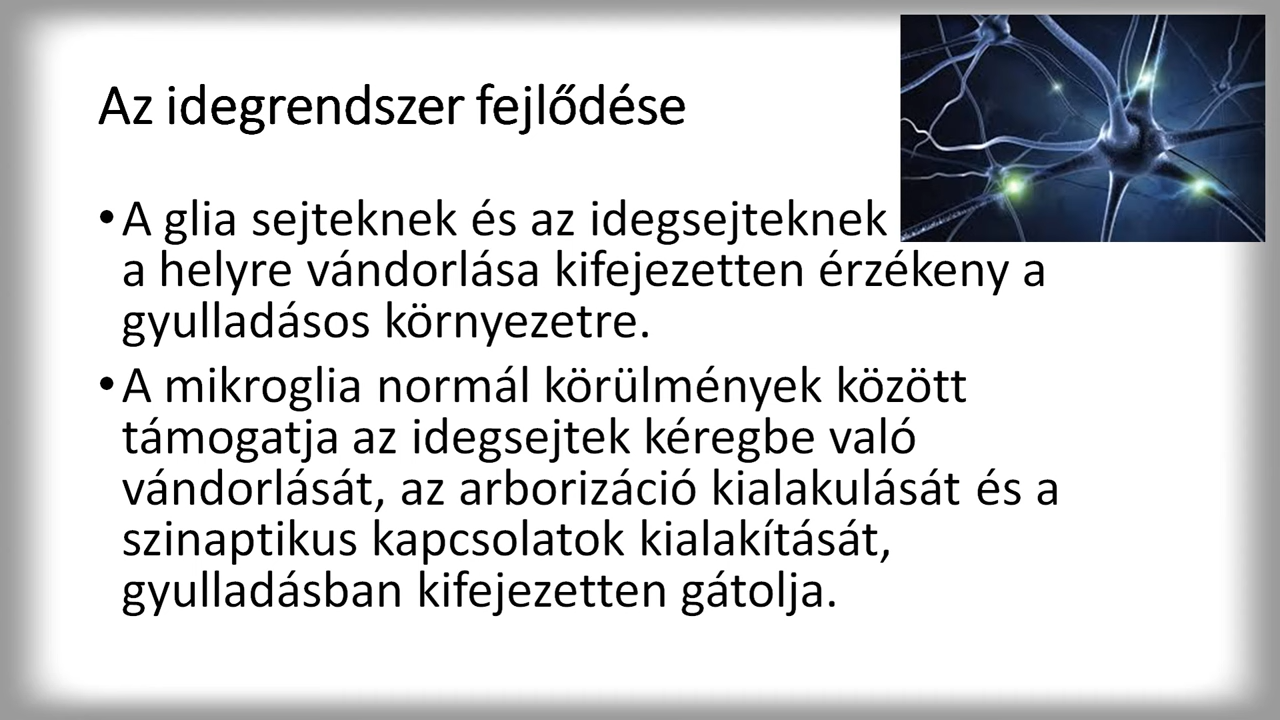 Az idegrendszer fejlődése
•A glia sejteknek és az idegsejteknek
a helyre vándorlása kifejezetten érzékeny a
gyulladásos környezetre.
•A mikroglia normál körülmények között
támogatja az idegsejtek kéregbe való
vándorlását, az arborizáció kialakulását és a
szinaptikus kapcsolatok kialakítását,
gyulladásban kifejezetten gátolja.